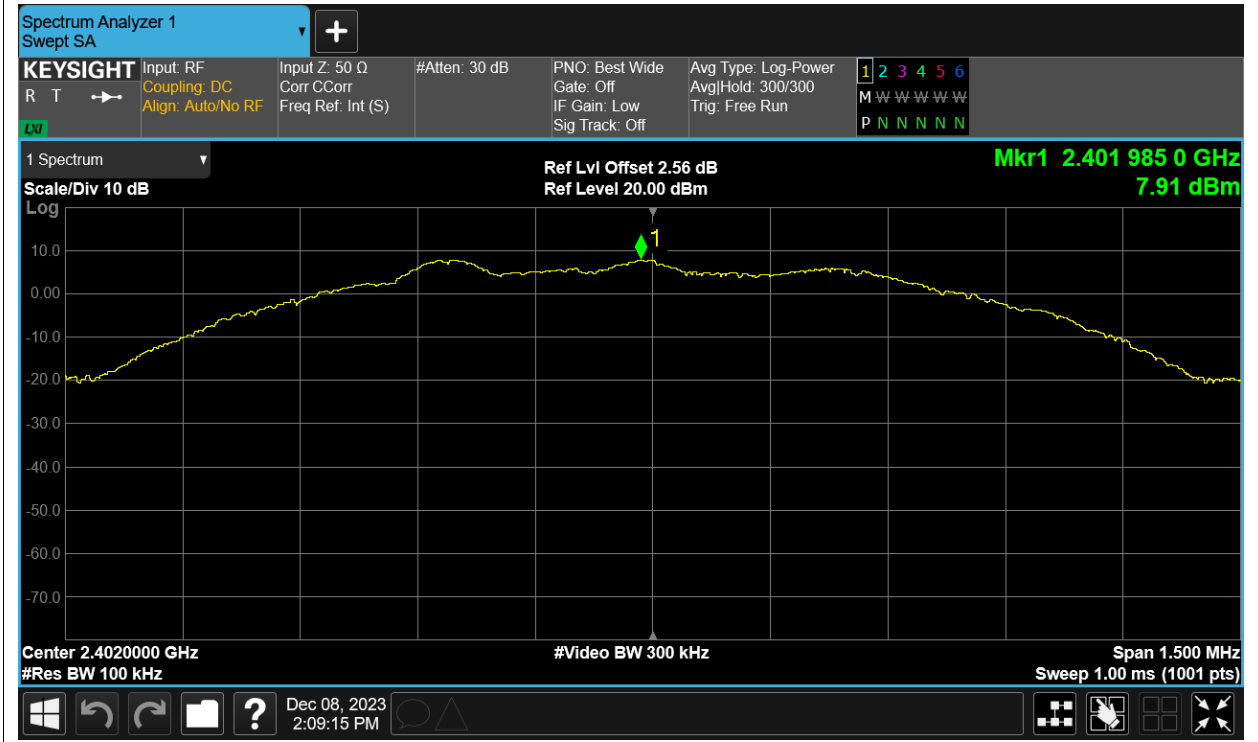 Spectrum Analyzer 1
Swept SA
+
KEYSIGHT
R T
LXI
Input: RF
Coupling: DC
Align: Auto/No RF
Input Z: 50 Ω
Corr CCorr
Freq Ref: Int (S)
#Atten: 30 dB
PNO: Best Wide
Gate: Off
IF Gain: Low
Sig Track: Off
Avg Type: Log-Power
Avg|Hold: 300/300
Trig: Free Run
1 2 3 4 5 6
M W W W W W
P N N N N N
1 Spectrum
Scale/Div 10 dB
Log
Ref Lvl Offset 2.56 dB
Ref Level 20.00 dBm
Mkr1 2.401 985 0 GHz
7.91 dBm
1
10.0
0.00
-10.0
-20.0
-30.0
-40.0
-50.0
-60.0
-70.0
Center 2.4020000 GHz
#Res BW 100 kHz
#Video BW 300 kHz
Span 1.500 MHz
Sweep 1.00 ms (1001 pts)
?
Dec 08, 2023
2:09:15 PM